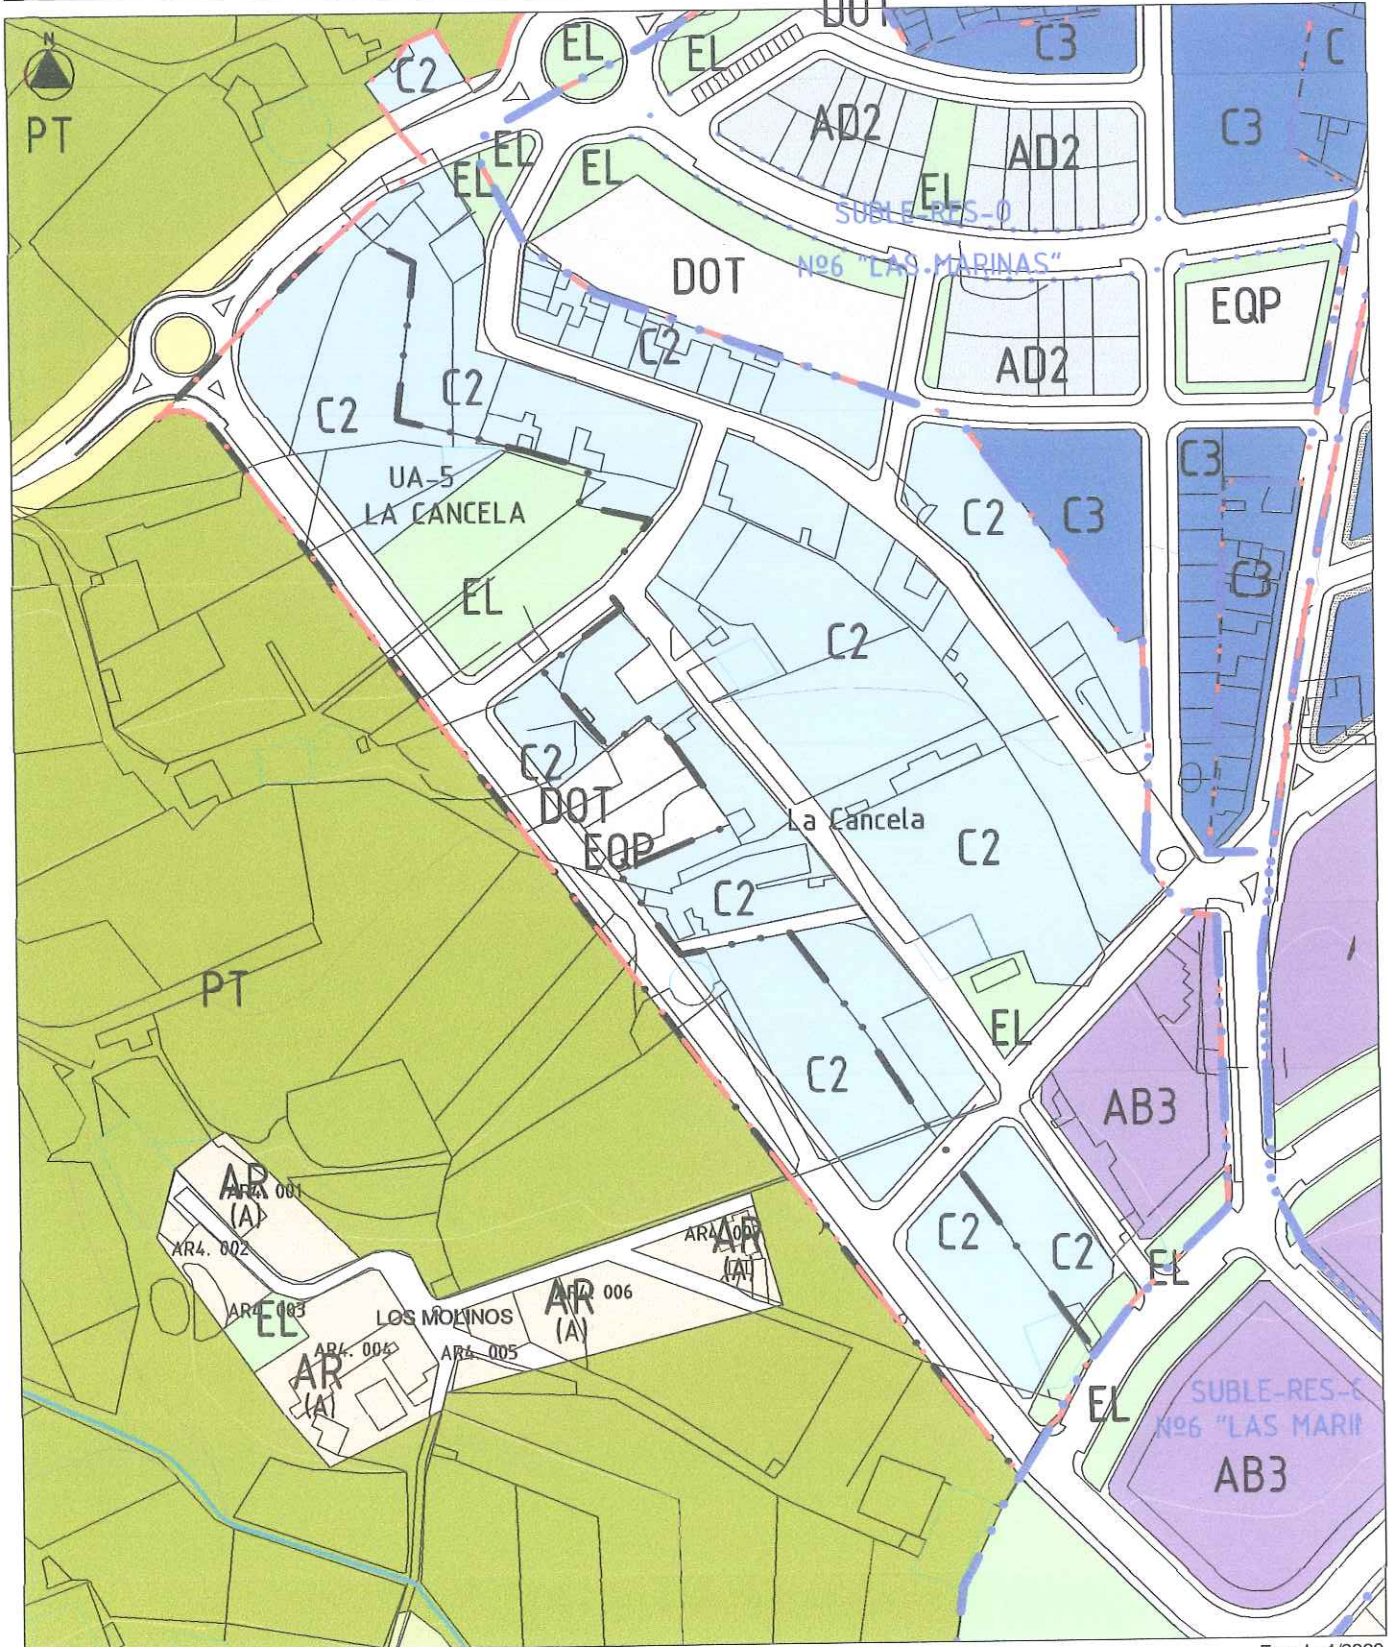 N
PT
DOT
C3
C
EL
EL
C2
AD2
C3
AD2
EL
EL
EL
EL
SUBLE-RES-0
Nº6 "LAS MARINAS"
DOT
EQP
C2
AD2
C2
C2
C3
UA-5
LA CANCELA
C2
C3
C3
EL
C2
C2
DOT
EQP
La Cancela
C2
C2
PT
EL
C2
AB3
AR
AR4. 001
(A)
AR4. 002
AR
(A)
C2
C2
EL
AR4. 003
EL
LOS MOLINOS
AR
006
(A)
AR4. 004
AR4. 005
AR
(A)
EL
SUBLE-RES-
Nº6 "LAS MARI
AB3